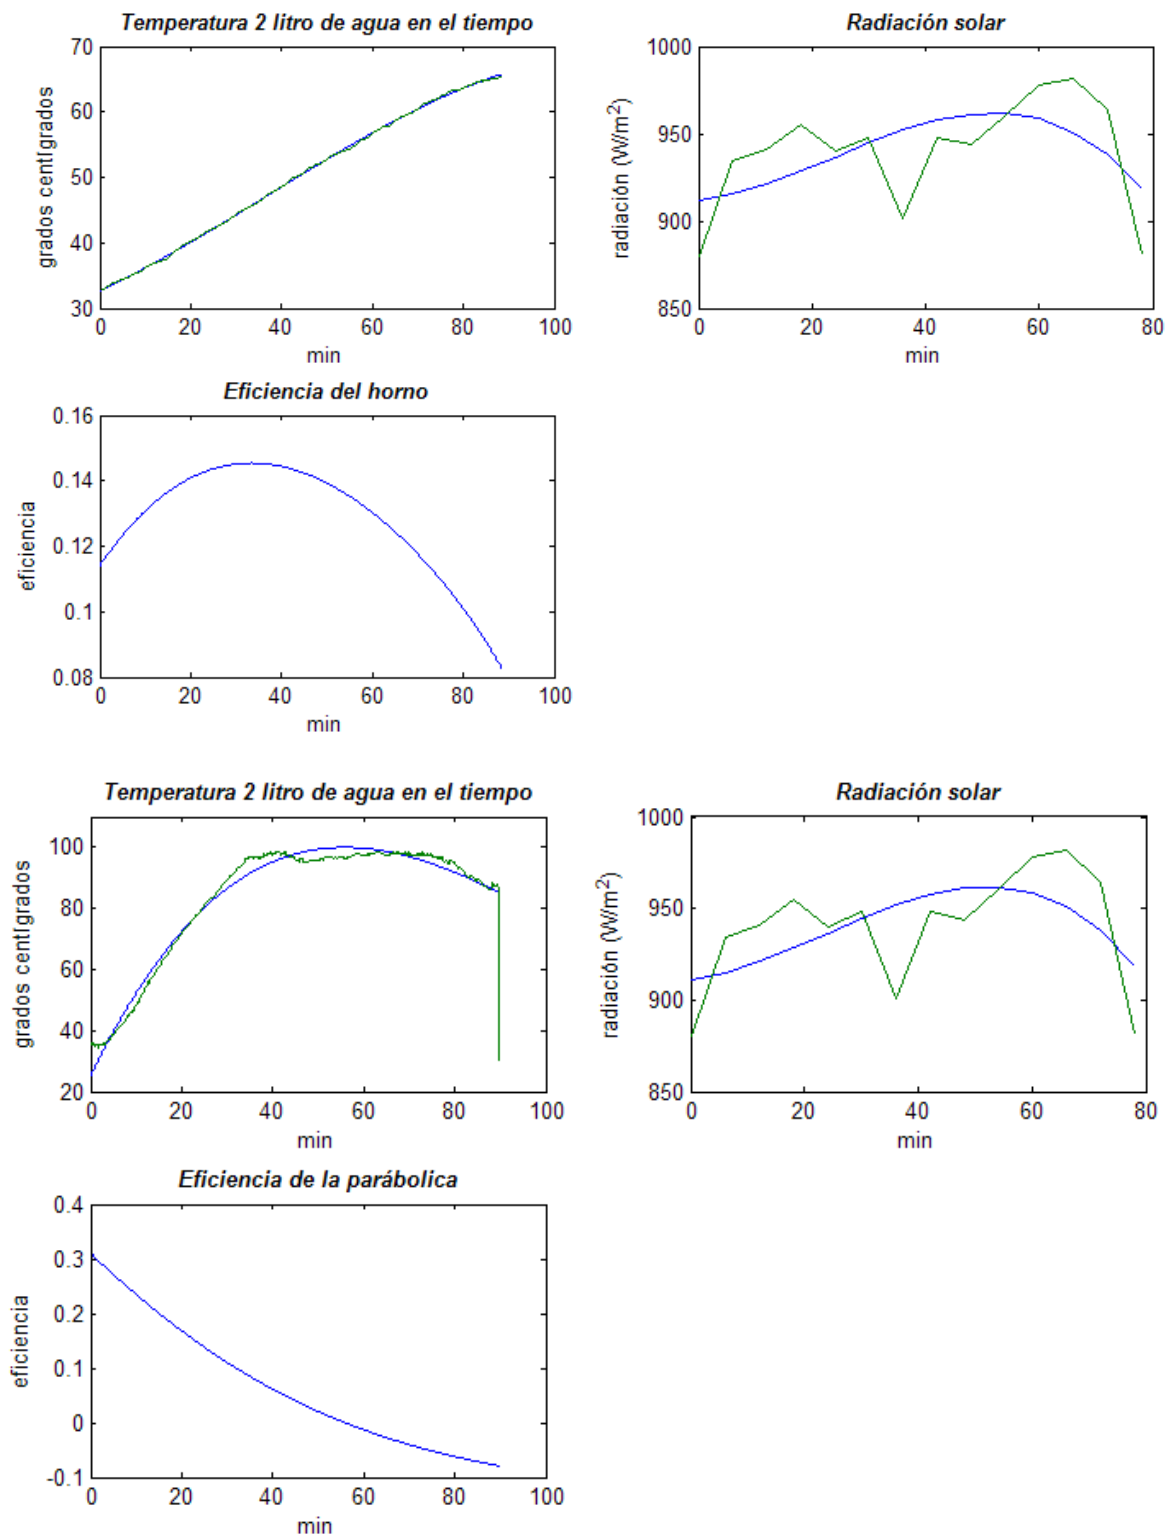 Temperatura 2 litro de agua en el tiempo
70
60
50
40
30
grados centígrados
0 20 40 60 80 100
min
Radiación solar
1000
950
900
850
radiación (W/m²)
0 20 40 60 80
min
Eficiencia del horno
0.16
0.14
0.12
0.1
0.08
eficiencia
0 20 40 60 80 100
min
Temperatura 2 litro de agua en el tiempo
100
80
60
40
20
grados centígrados
0 20 40 60 80 100
min
Radiación solar
1000
950
900
850
radiación (W/m²)
0 20 40 60 80
min
Eficiencia de la parábolica
0.4
0.3
0.2
0.1
0
-0.1
eficiencia
0 20 40 60 80 100
min